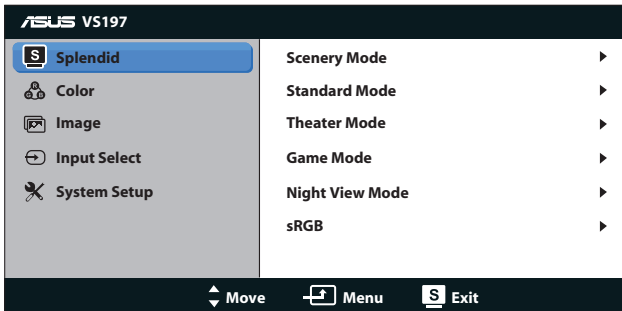 ASUS VS197
S Splendid
Color
Image
Input Select
System Setup
Scenery Mode
Standard Mode
Theater Mode
Game Mode
Night View Mode
sRGB
Move Menu S Exit